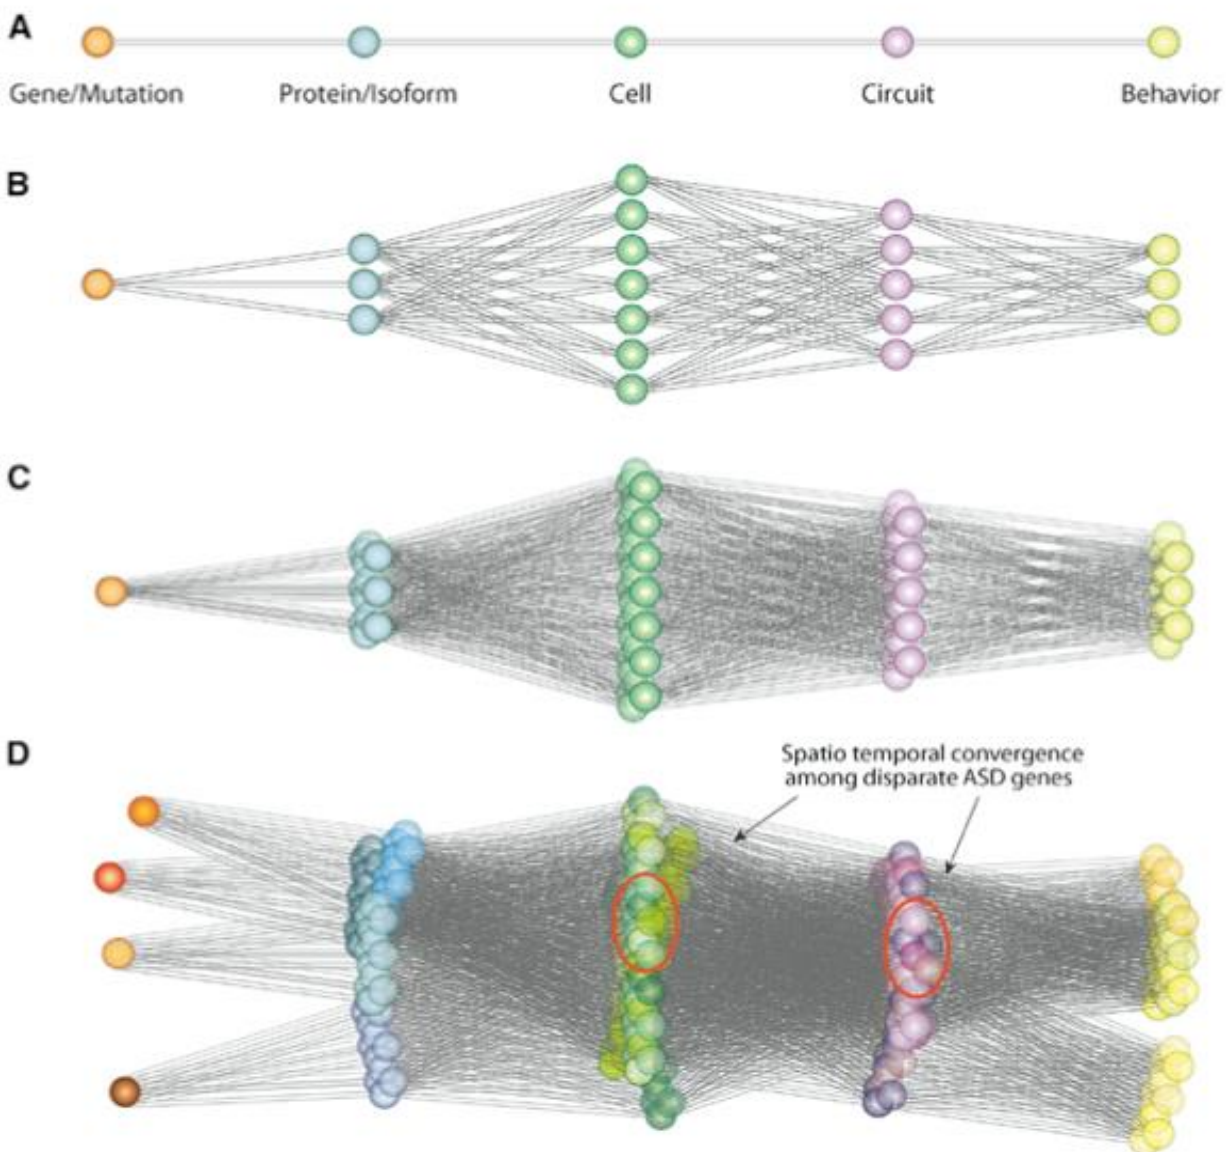 A
Gene/Mutation Protein/Isoform Cell Circuit Behavior
B
C
D
Spatio temporal convergence
among disparate ASD genes